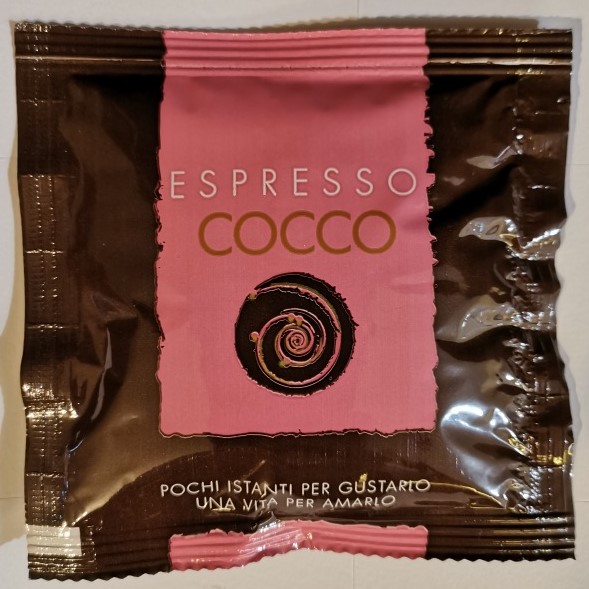 ESPRESSO
COCCO
POCHI ISTANTI PER GUSTARLO
UNA VITA PER AMARLO